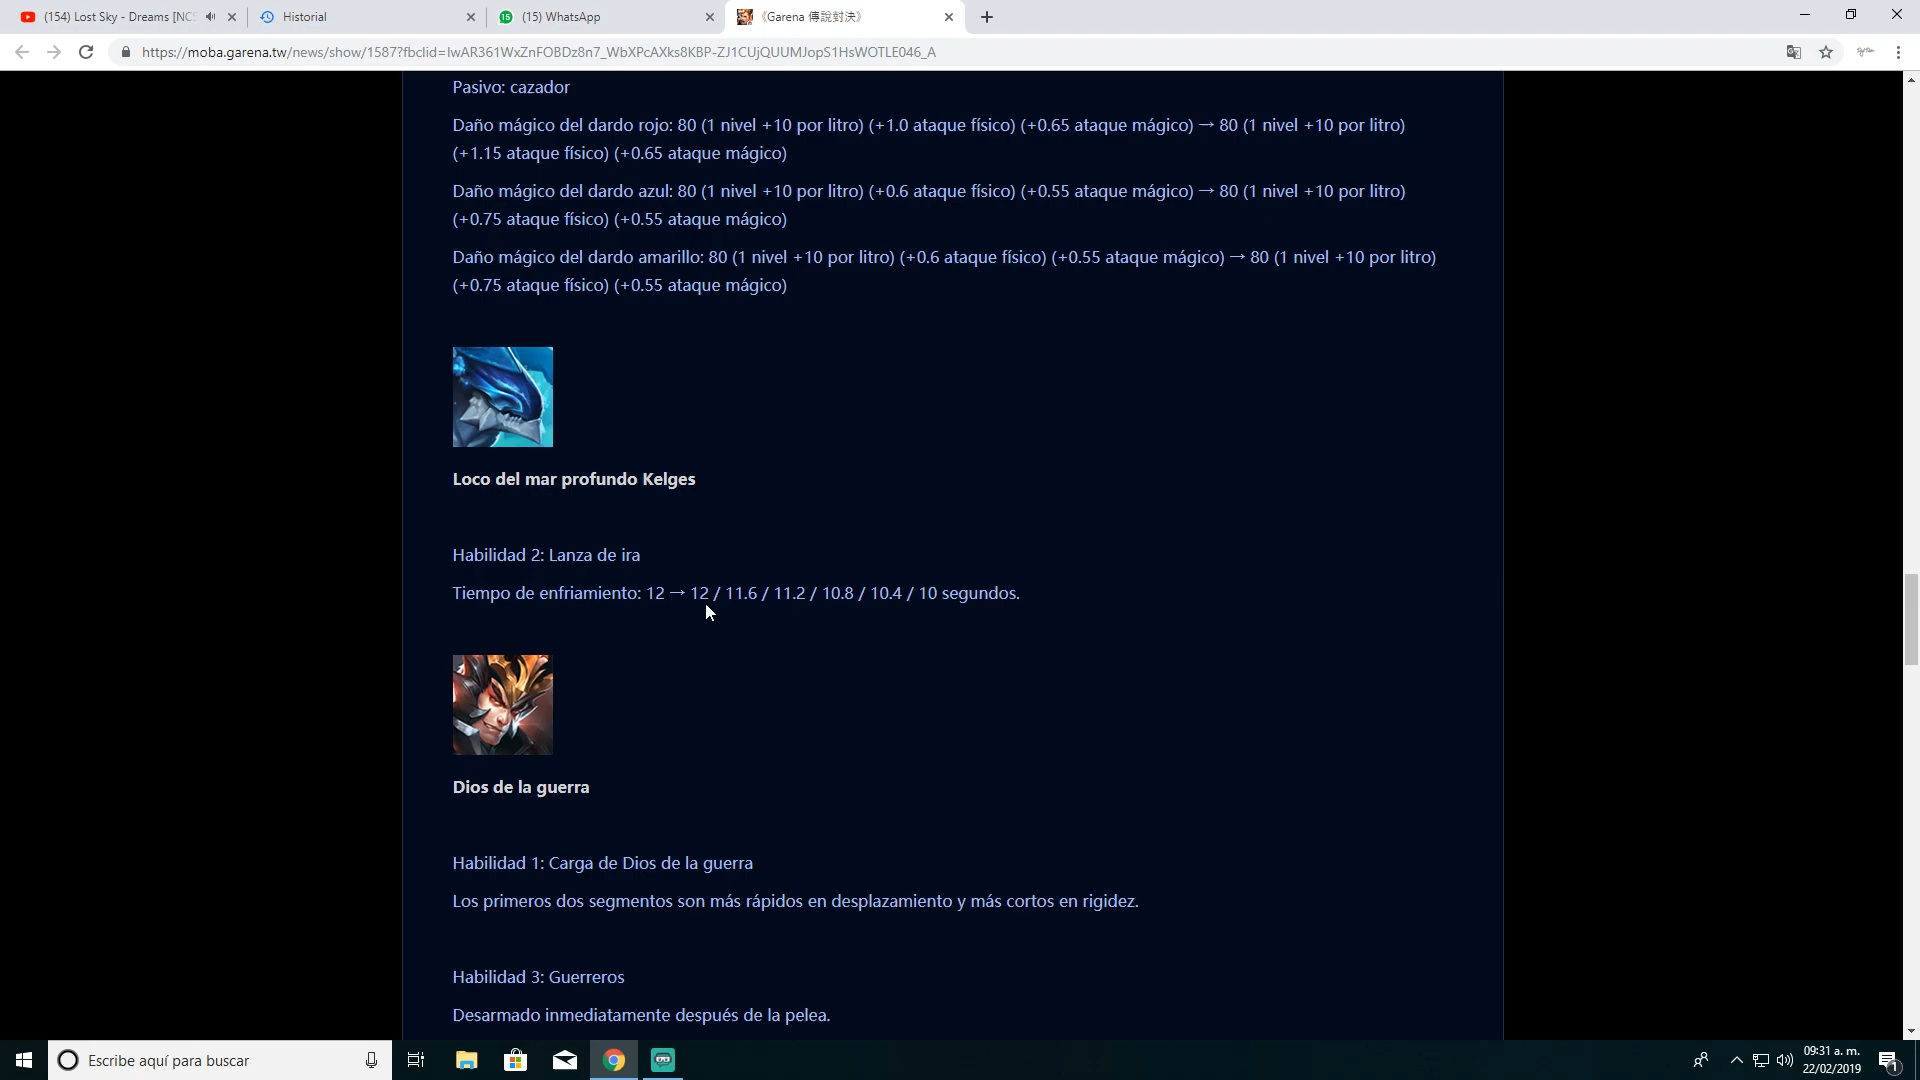 (154) Lost Sky - Dreams [NCS
Historial
(15) WhatsApp
《Garena 傳說對決》
https://moba.garena.tw/news/show/1587?fbclid=IwAR361WxZnFOBDz8n7_WbXPcAXks8KBP-ZJ1CUjQUUMJopS1HsWOTLE046_A
Pasivo: cazador
Daño mágico del dardo rojo: 80 (1 nivel +10 por litro) (+1.0 ataque físico) (+0.65 ataque mágico) → 80 (1 nivel +10 por litro)
(+1.15 ataque físico) (+0.65 ataque mágico)
Daño mágico del dardo azul: 80 (1 nivel +10 por litro) (+0.6 ataque físico) (+0.55 ataque mágico) → 80 (1 nivel +10 por litro)
(+0.75 ataque físico) (+0.55 ataque mágico)
Daño mágico del dardo amarillo: 80 (1 nivel +10 por litro) (+0.6 ataque físico) (+0.55 ataque mágico) → 80 (1 nivel +10 por litro)
(+0.75 ataque físico) (+0.55 ataque mágico)
Loco del mar profundo Kelges
Habilidad 2: Lanza de ira
Tiempo de enfriamiento: 12 → 12 / 11.6 / 11.2 / 10.8 / 10.4 / 10 segundos.
Dios de la guerra
Habilidad 1: Carga de Dios de la guerra
Los primeros dos segmentos son más rápidos en desplazamiento y más cortos en rigidez.
Habilidad 3: Guerreros
Desarmado inmediatamente después de la pelea.
Escribe aquí para buscar
09:31 a. m.
22/02/2019
1